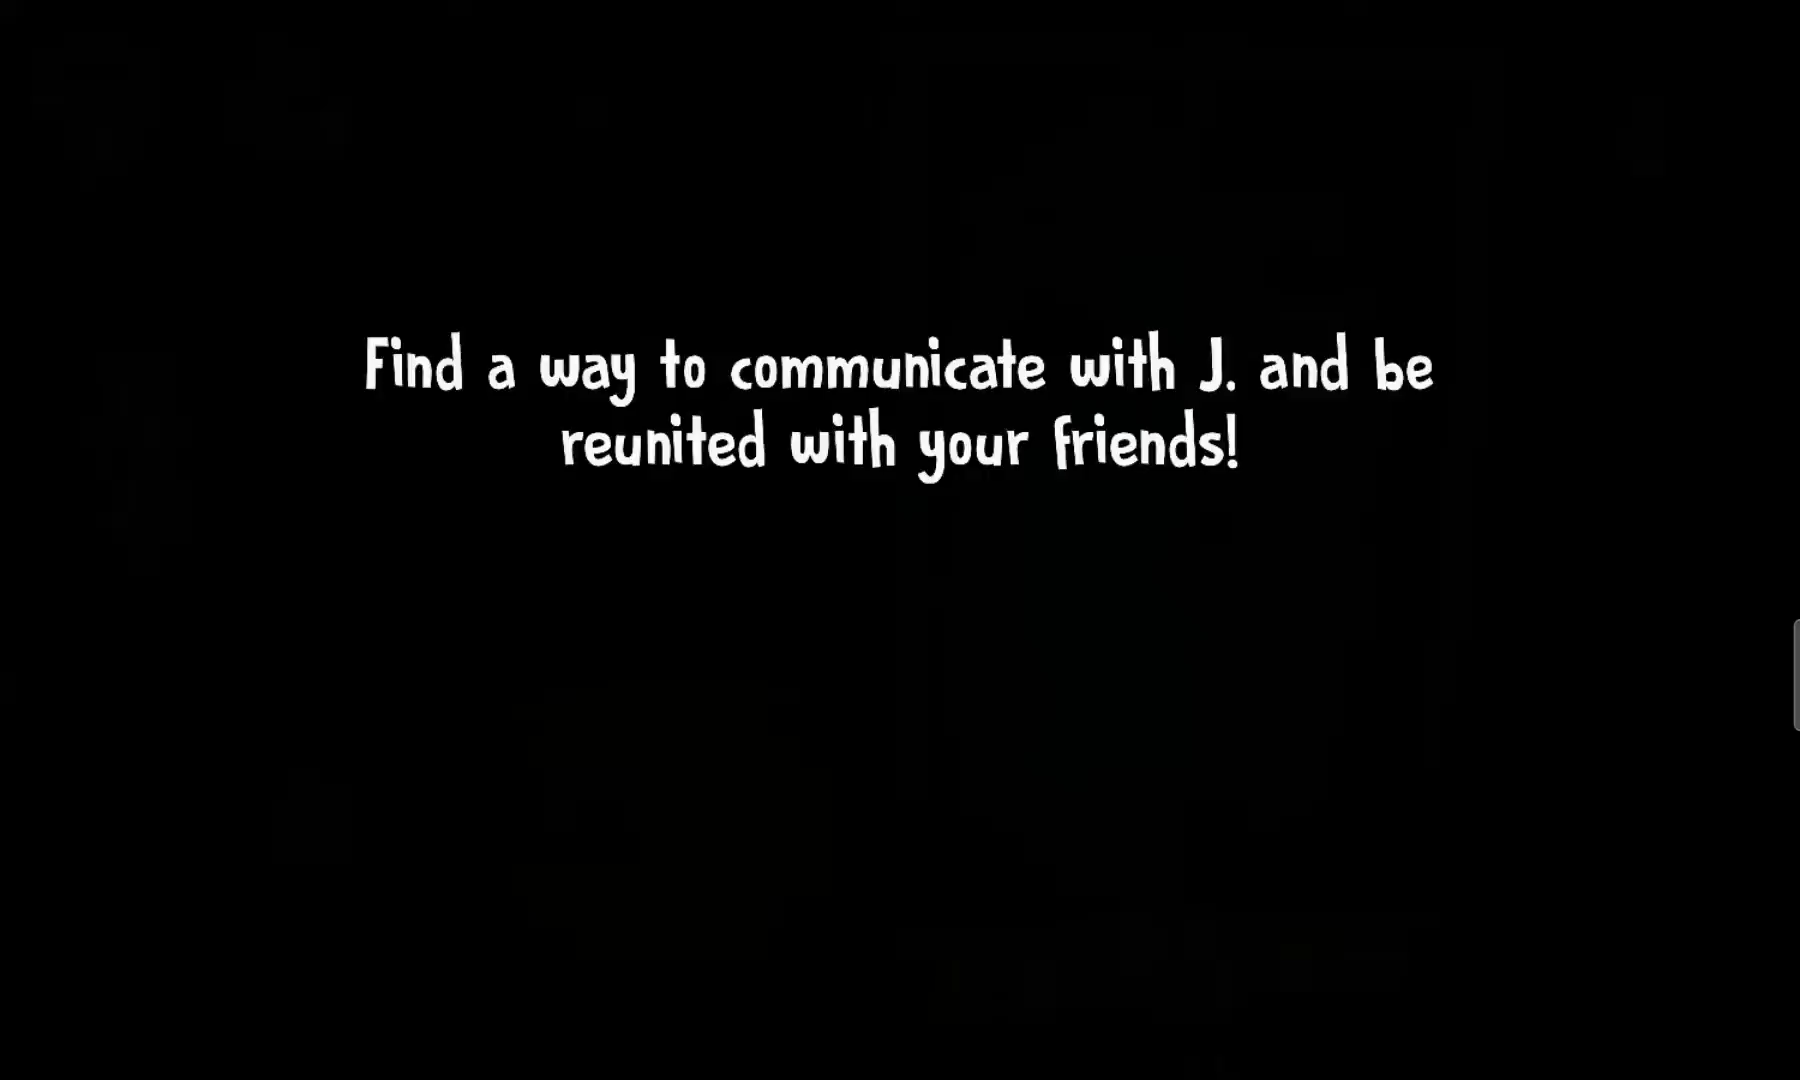 Find a way to communicate with J. and be
reunited with your friends!